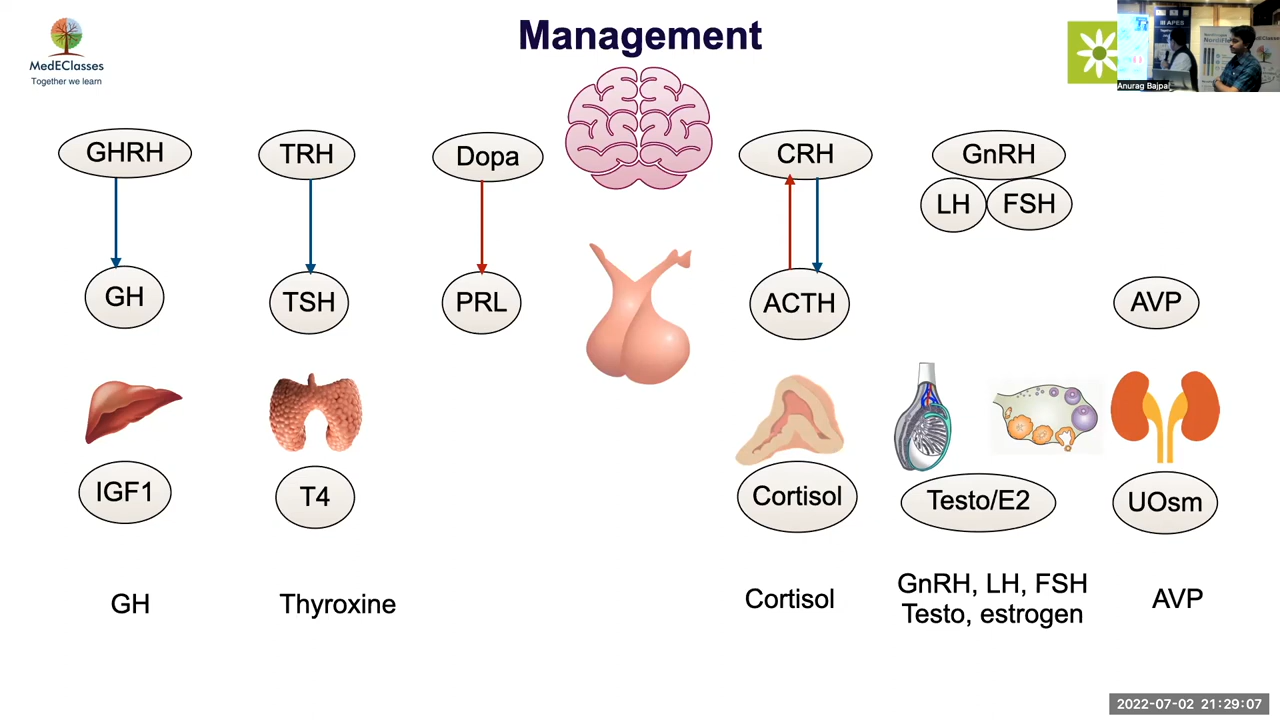 Management
MedEClasses
Together we learn
APES
Anurag Bajpai
GHRH
TRH
Dopa
CRH
GnRH
LH
FSH
GH
TSH
PRL
ACTH
AVP
IGF1
T4
Cortisol
Testo/E2
UOsm
GH
Thyroxine
Cortisol
GnRH, LH, FSH
Testo, estrogen
AVP
2022-07-02 21:29:07